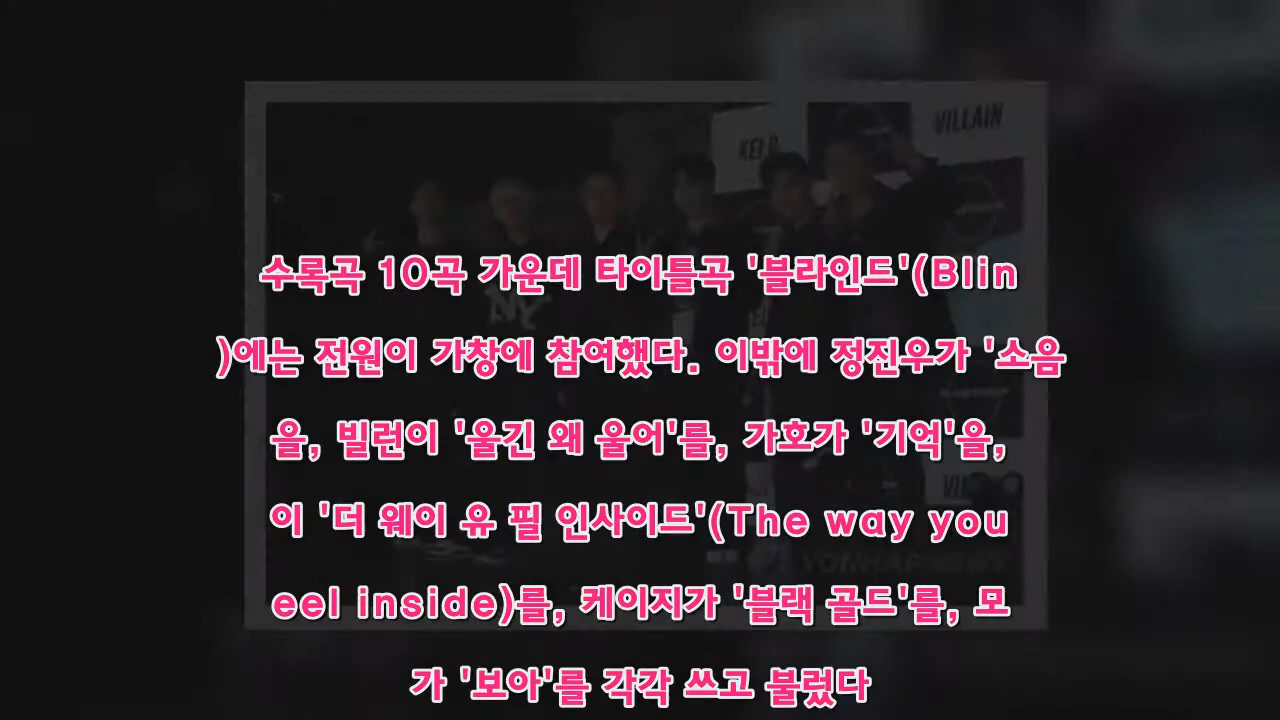 KEI D
VILLAIN
NY
수록곡 10곡 가운데 타이틀곡 '블라인드'(Blin
)에는 전원이 가창에 참여했다. 이밖에 정진우가 '소음
을, 빌런이 '울긴 왜 울어'를, 가호가 '기억'을,
이 '더 웨이 유 필 인사이드'(The way you
eel inside)를, 케이지가 '블랙 골드'를, 모
가 '보아'를 각각 쓰고 불렀다